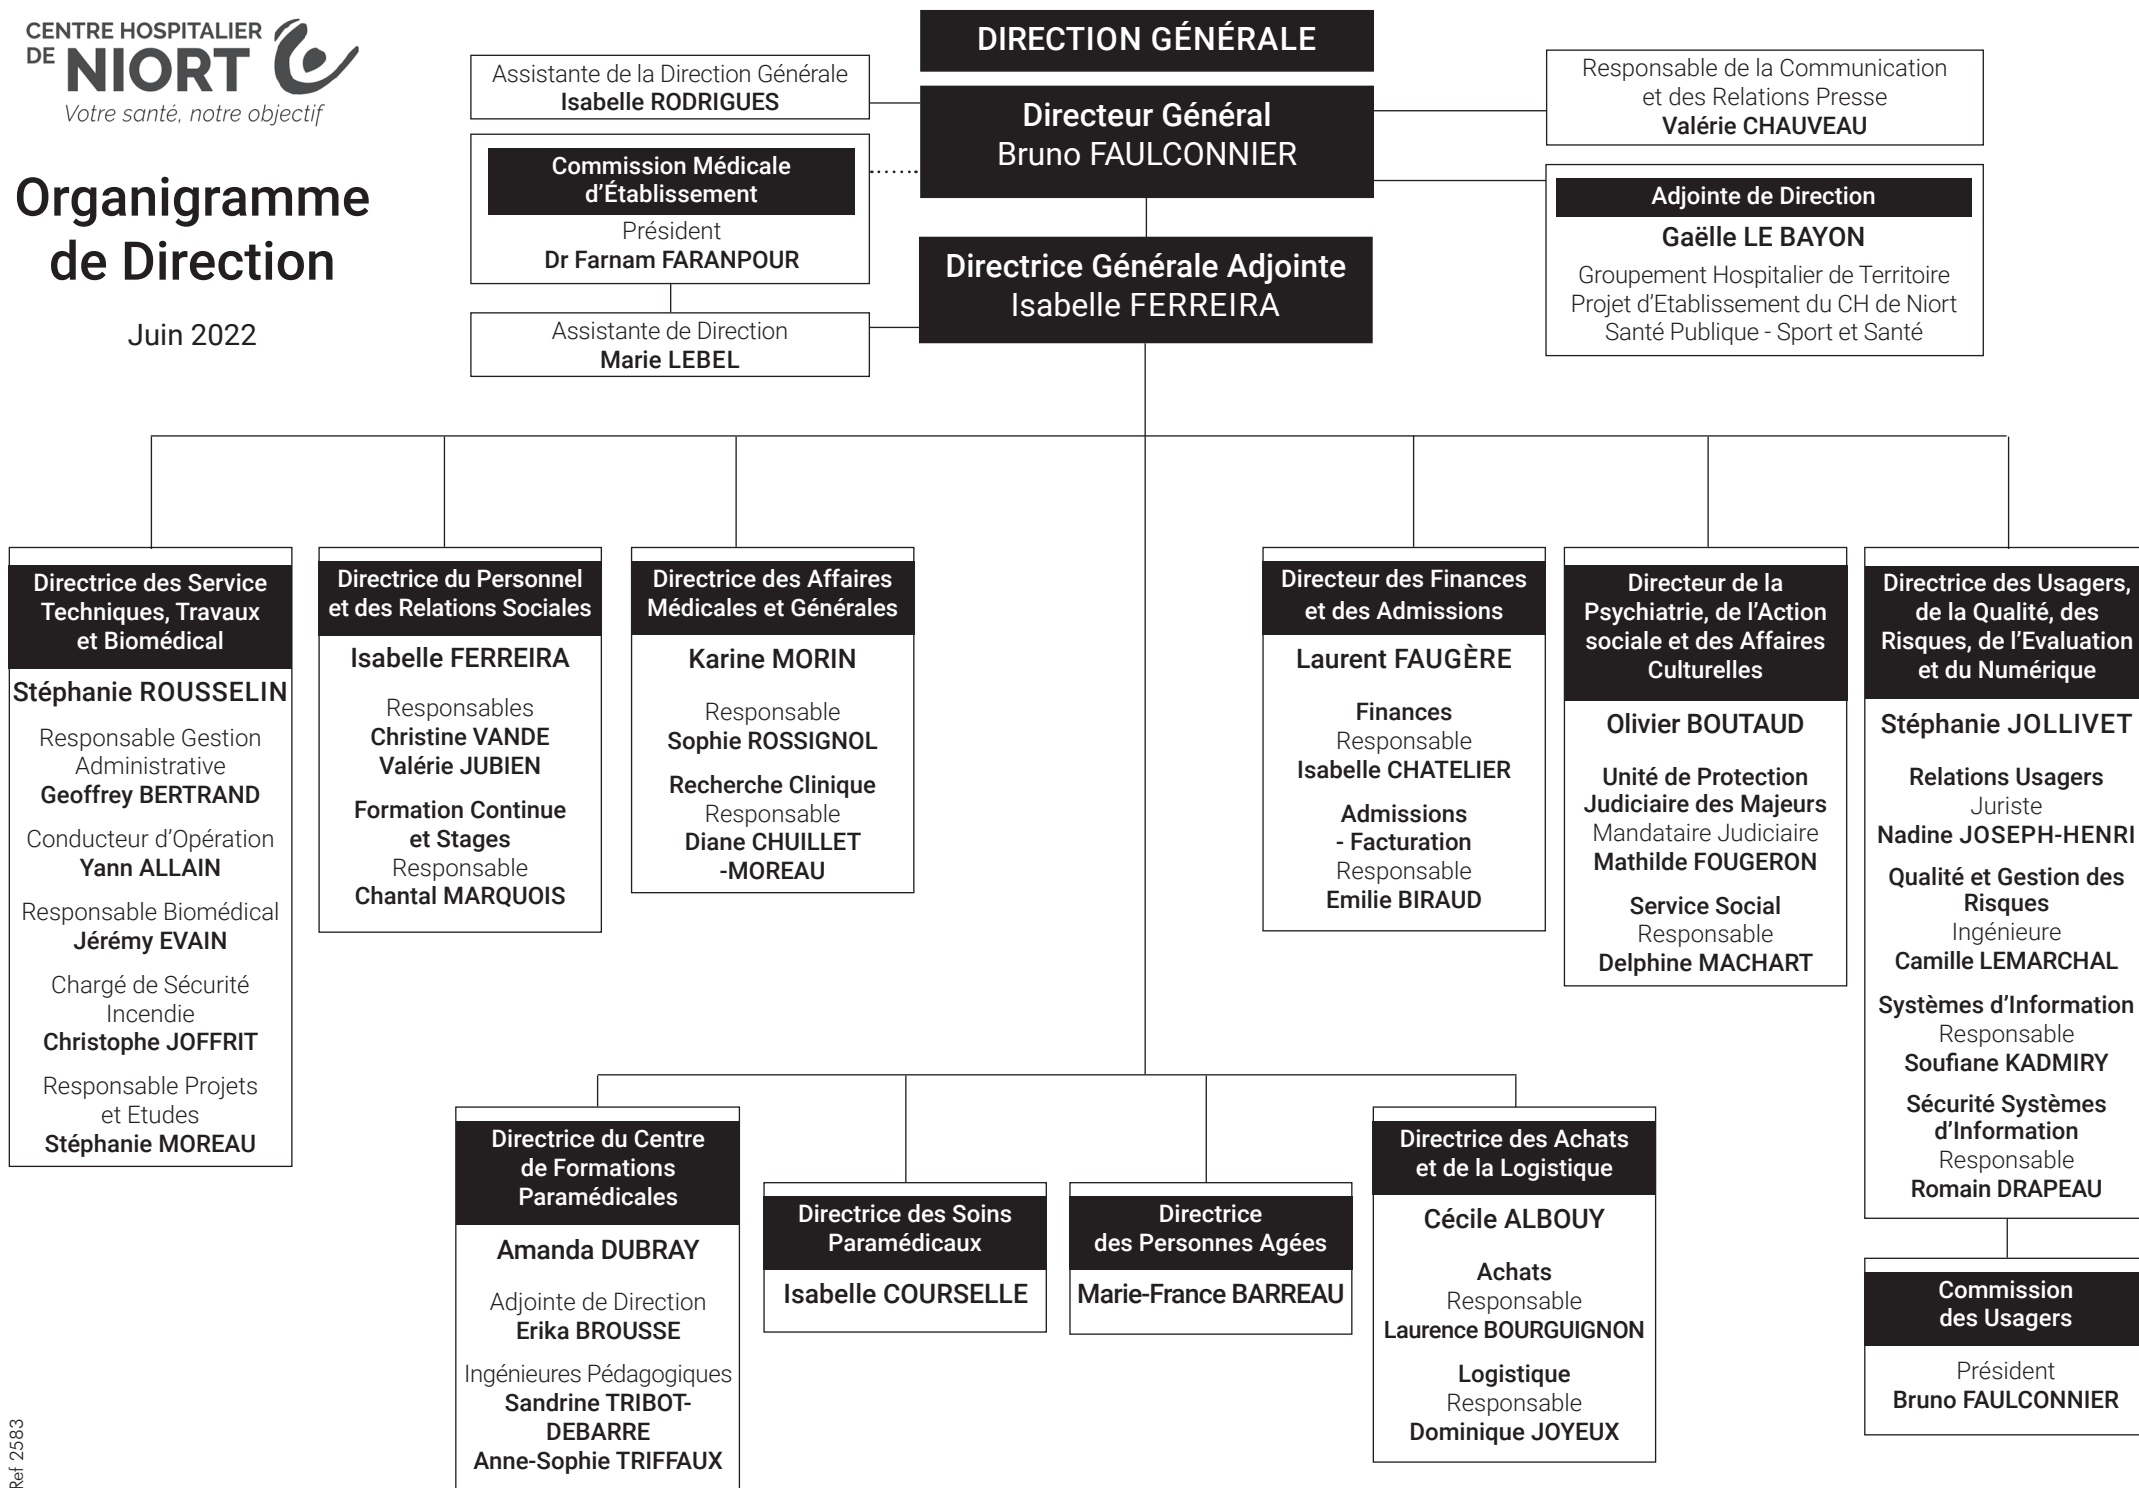 CENTRE HOSPITALIER
DE NIORT
Votre santé, notre objectif
Organigramme
de Direction
Juin 2022
DIRECTION GÉNÉRALE
Directeur Général
Bruno FAULCONNIER
Directrice Générale Adjointe
Isabelle FERREIRA
Assistante de la Direction Générale
Isabelle RODRIGUES
Commission Médicale
d'Établissement
Président
Dr Farnam FARANPOUR
Assistante de Direction
Marie LEBEL
Responsable de la Communication
et des Relations Presse
Valérie CHAUVEAU
Adjointe de Direction
Gaëlle LE BAYON
Groupement Hospitalier de Territoire
Projet d'Etablissement du CH de Niort
Santé Publique - Sport et Santé
Directrice des Service
Techniques, Travaux
et Biomédical
Stéphanie ROUSSELIN
Responsable Gestion
Administrative
Geoffrey BERTRAND
Conducteur d'Opération
Yann ALLAIN
Responsable Biomédical
Jérémy EVAIN
Chargé de Sécurité
Incendie
Christophe JOFFRIT
Responsable Projets
et Etudes
Stéphanie MOREAU
Directrice du Personnel
et des Relations Sociales
Isabelle FERREIRA
Responsables
Christine VANDE
Valérie JUBIEN
Formation Continue
et Stages
Responsable
Chantal MARQUOIS
Directrice des Affaires
Médicales et Générales
Karine MORIN
Responsable
Sophie ROSSIGNOL
Recherche Clinique
Responsable
Diane CHUILLET
-MOREAU
Directeur des Finances
et des Admissions
Laurent FAUGÈRE
Finances
Responsable
Isabelle CHATELIER
Admissions
- Facturation
Responsable
Emilie BIRAUD
Directeur de la
Psychiatrie, de l'Action
sociale et des Affaires
Culturelles
Olivier BOUTAUD
Unité de Protection
Judiciaire des Majeurs
Mandataire Judiciaire
Mathilde FOUGERON
Service Social
Responsable
Delphine MACHART
Directrice des Usagers,
de la Qualité, des
Risques, de l'Evaluation
et du Numérique
Stéphanie JOLLIVET
Relations Usagers
Juriste
Nadine JOSEPH-HENRI
Qualité et Gestion des
Risques
Ingénieure
Camille LEMARCHAL
Systèmes d'Information
Responsable
Soufiane KADMIRY
Sécurité Systèmes
d'Information
Responsable
Romain DRAPEAU
Commission
des Usagers
Président
Bruno FAULCONNIER
Directrice du Centre
de Formations
Paramédicales
Amanda DUBRAY
Adjointe de Direction
Erika BROUSSE
Ingénieures Pédagogiques
Sandrine TRIBOT-
DEBARRE
Anne-Sophie TRIFFAUX
Directrice des Soins
Paramédicaux
Isabelle COURSELLE
Directrice
des Personnes Agées
Marie-France BARREAU
Directrice des Achats
et de la Logistique
Cécile ALBOUY
Achats
Responsable
Laurence BOURGUIGNON
Logistique
Responsable
Dominique JOYEUX
Ref 2583